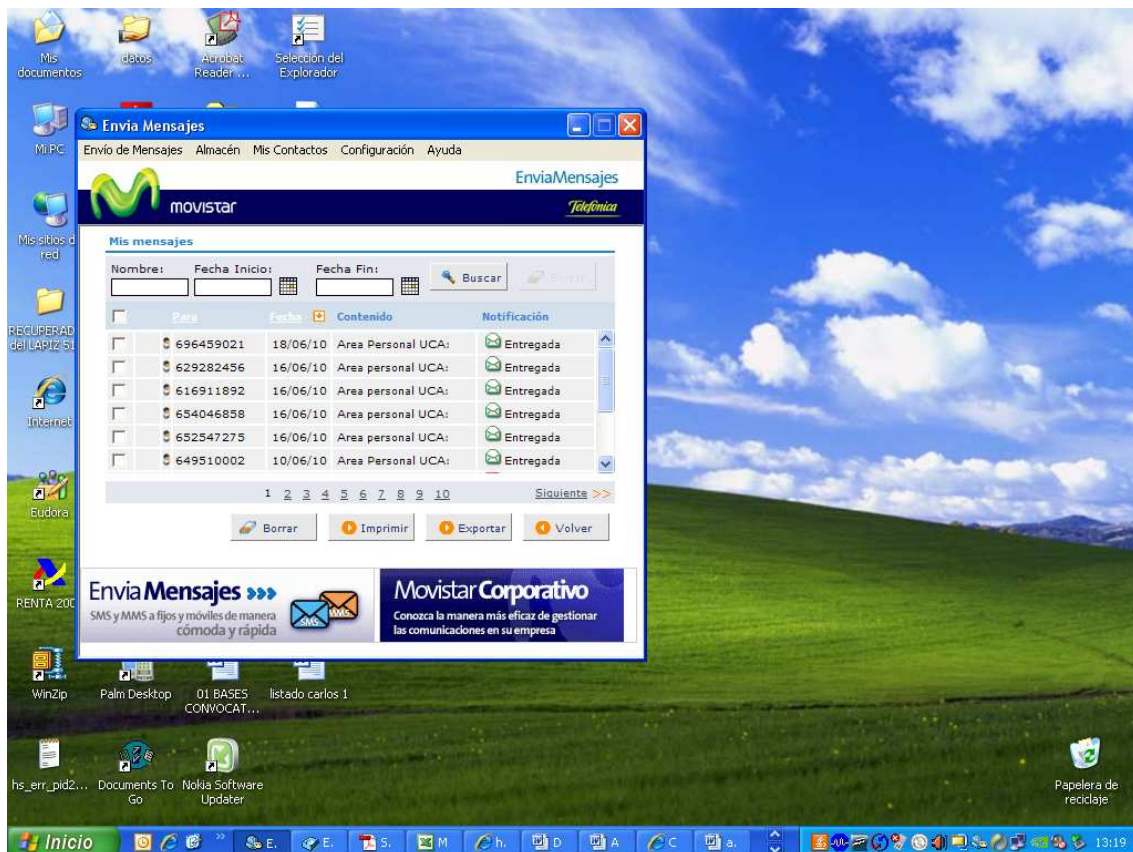 Mis documentos
datos
Acrobat Reader ...
Selección del Explorador
Mi PC
Mis sitios d red
RECUPERAD del LAPIZ 51
Internet
Eudora
RENTA 200
WinZip
Palm Desktop
01 BASES CONVOCAT...
listado carlos 1
hs_err_pid2...
Documents To Go
Nokia Software Updater
Papelera de reciclaje
Envia Mensajes
Envío de Mensajes Almacén Mis Contactos Configuración Ayuda
EnviaMensajes
movistar Telefónica
Mis mensajes
Nombre: Fecha Inicio: Fecha Fin:
Buscar Borrar
Para Fecha Contenido Notificación
696459021 18/06/10 Area Personal UCA: Entregada
629282456 16/06/10 Area personal UCA: Entregada
616911892 16/06/10 Area personal UCA: Entregada
654046858 16/06/10 Area personal UCA: Entregada
652547275 16/06/10 Area personal UCA: Entregada
649510002 10/06/10 Area Personal UCA: Entregada
1 2 3 4 5 6 7 8 9 10 Siguiente >>
Borrar Imprimir Exportar Volver
Envia Mensajes >>>
SMS y MMS a fijos y móviles de manera
cómoda y rápida
SMS MMS
Movistar Corporativo
Conozca la manera más eficaz de gestionar
las comunicaciones en su empresa
Inicio » E. E. S. M h. D A C a. 13:19